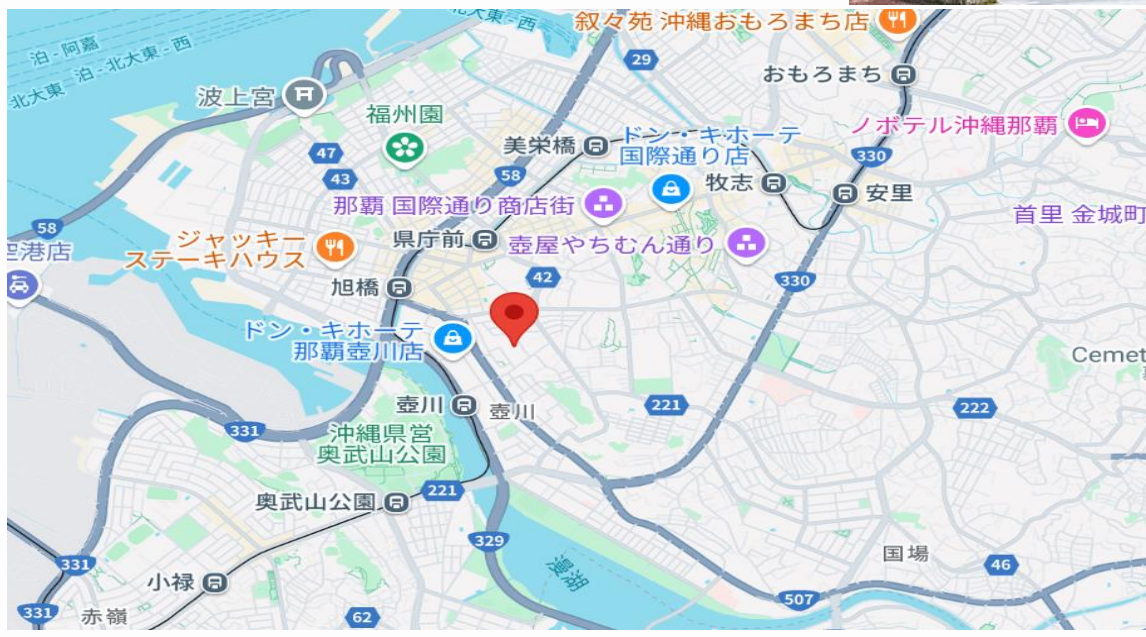 叙々苑 沖縄おもろまち店
泊-阿嘉
泊-北大東-西
北大東-泊-北大東-西
29
おもろまち
波上宮
福州園
ノボテル沖縄那覇
美栄橋
ドン・キホーテ
国際通り店
330
47
43
58
牧志
安里
那覇 国際通り商店街
首里 金城町
58
ジャッキー
ステーキハウス
県庁前
壺屋やちむん通り
空港店
旭橋
42
330
ドン・キホーテ
那覇壺川店
Cemet
壺川
壺川
221
222
331
沖縄県営
奥武山公園
奥武山公園
221
329
漫湖
国場
46
331
小禄
507
331
赤嶺
62